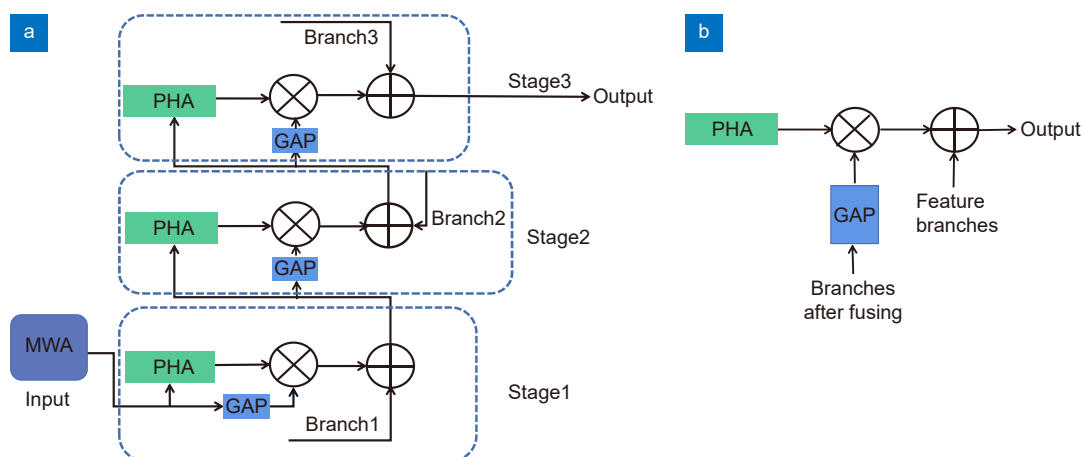 a
Branch3
Stage3
Output
PHA
GAP
PHA
Branch2
Stage2
GAP
MWA
Input
PHA
GAP
Stage1
Branch1
b
PHA
Output
GAP
Feature
branches
Branches
after fusing